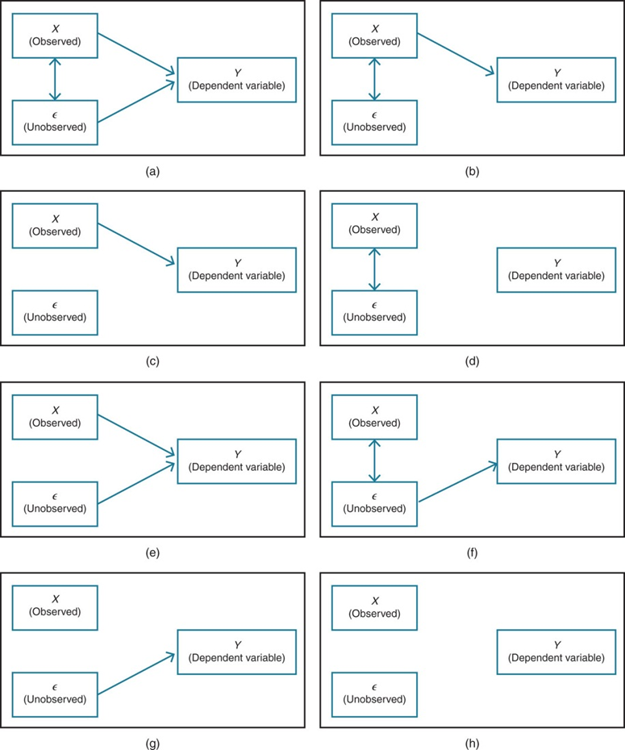 X
(Observed)
Y
(Dependent variable)
ϵ
(Unobserved)
(a)
X
(Observed)
Y
(Dependent variable)
ϵ
(Unobserved)
(b)
X
(Observed)
Y
(Dependent variable)
ϵ
(Unobserved)
(c)
X
(Observed)
Y
(Dependent variable)
ϵ
(Unobserved)
(d)
X
(Observed)
Y
(Dependent variable)
ϵ
(Unobserved)
(e)
X
(Observed)
Y
(Dependent variable)
ϵ
(Unobserved)
(f)
X
(Observed)
Y
(Dependent variable)
ϵ
(Unobserved)
(g)
X
(Observed)
Y
(Dependent variable)
ϵ
(Unobserved)
(h)